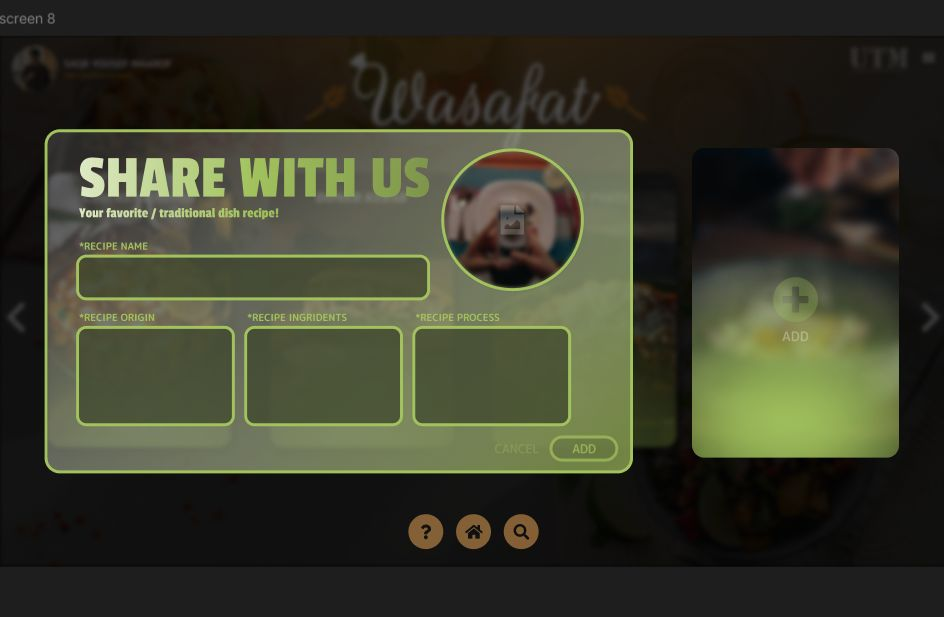 screen 8
UTM
Wasafat
SHARE WITH US
Your favorite / traditional dish recipe!
*RECIPE NAME
*RECIPE ORIGIN
*RECIPE INGRIDENTS
*RECIPE PROCESS
CANCEL
ADD
ADD
?